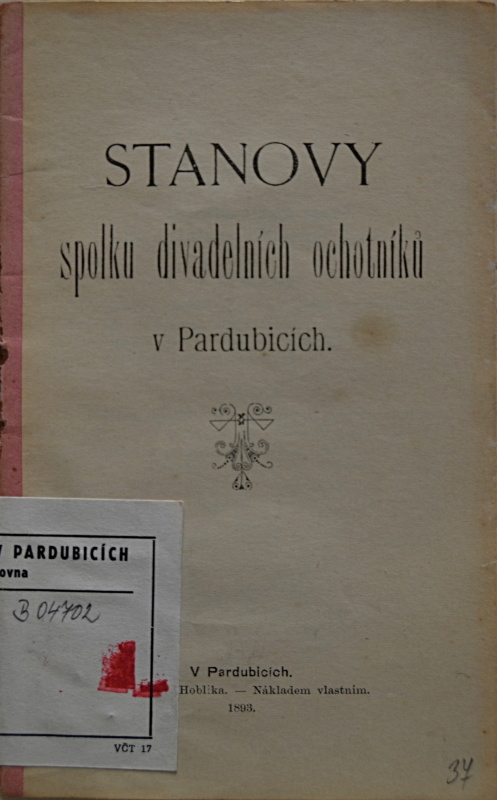 STANOVY
spolku divadelních ochotníků
v Pardubicích.
V PARDUBICÍCH
ovna
B 04702
VČT 17
V Pardubicích.
Hoblíka. — Nákladem vlastním.
1893.
37